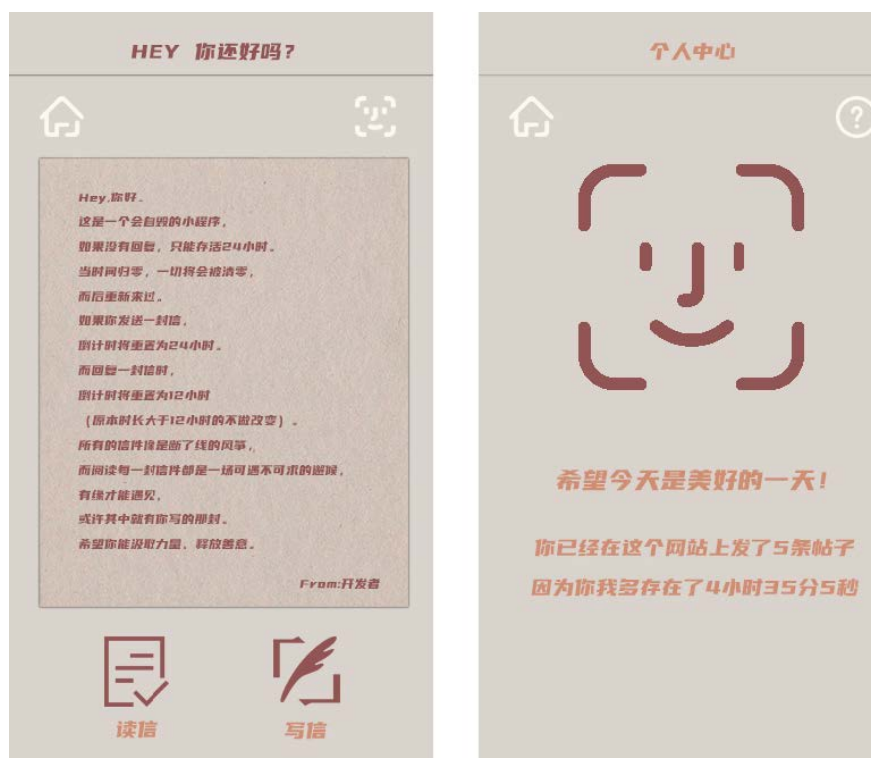 HEY 你还好吗?
Hey,你好。
这是一个会自毁的小程序，
如果没有回复，只能存活24小时。
当时间归零，一切将会被清零，
而后重新来过。
如果你发送一封信，
倒计时将重置为24小时。
而回复一封信时，
倒计时将重置为12小时
（原本时长大于12小时的不做改变）。
所有的信件像是断了线的风筝，
而阅读每一封信件都是一场可遇不可求的邂逅，
有缘才能遇见，
或许其中就有你写的那封。
希望你能汲取力量，释放善意。
From:开发者
读信
写信
个人中心
?
希望今天是美好的一天!
你已经在这个网站上发了5条帖子
因为你我多存在了4小时35分5秒